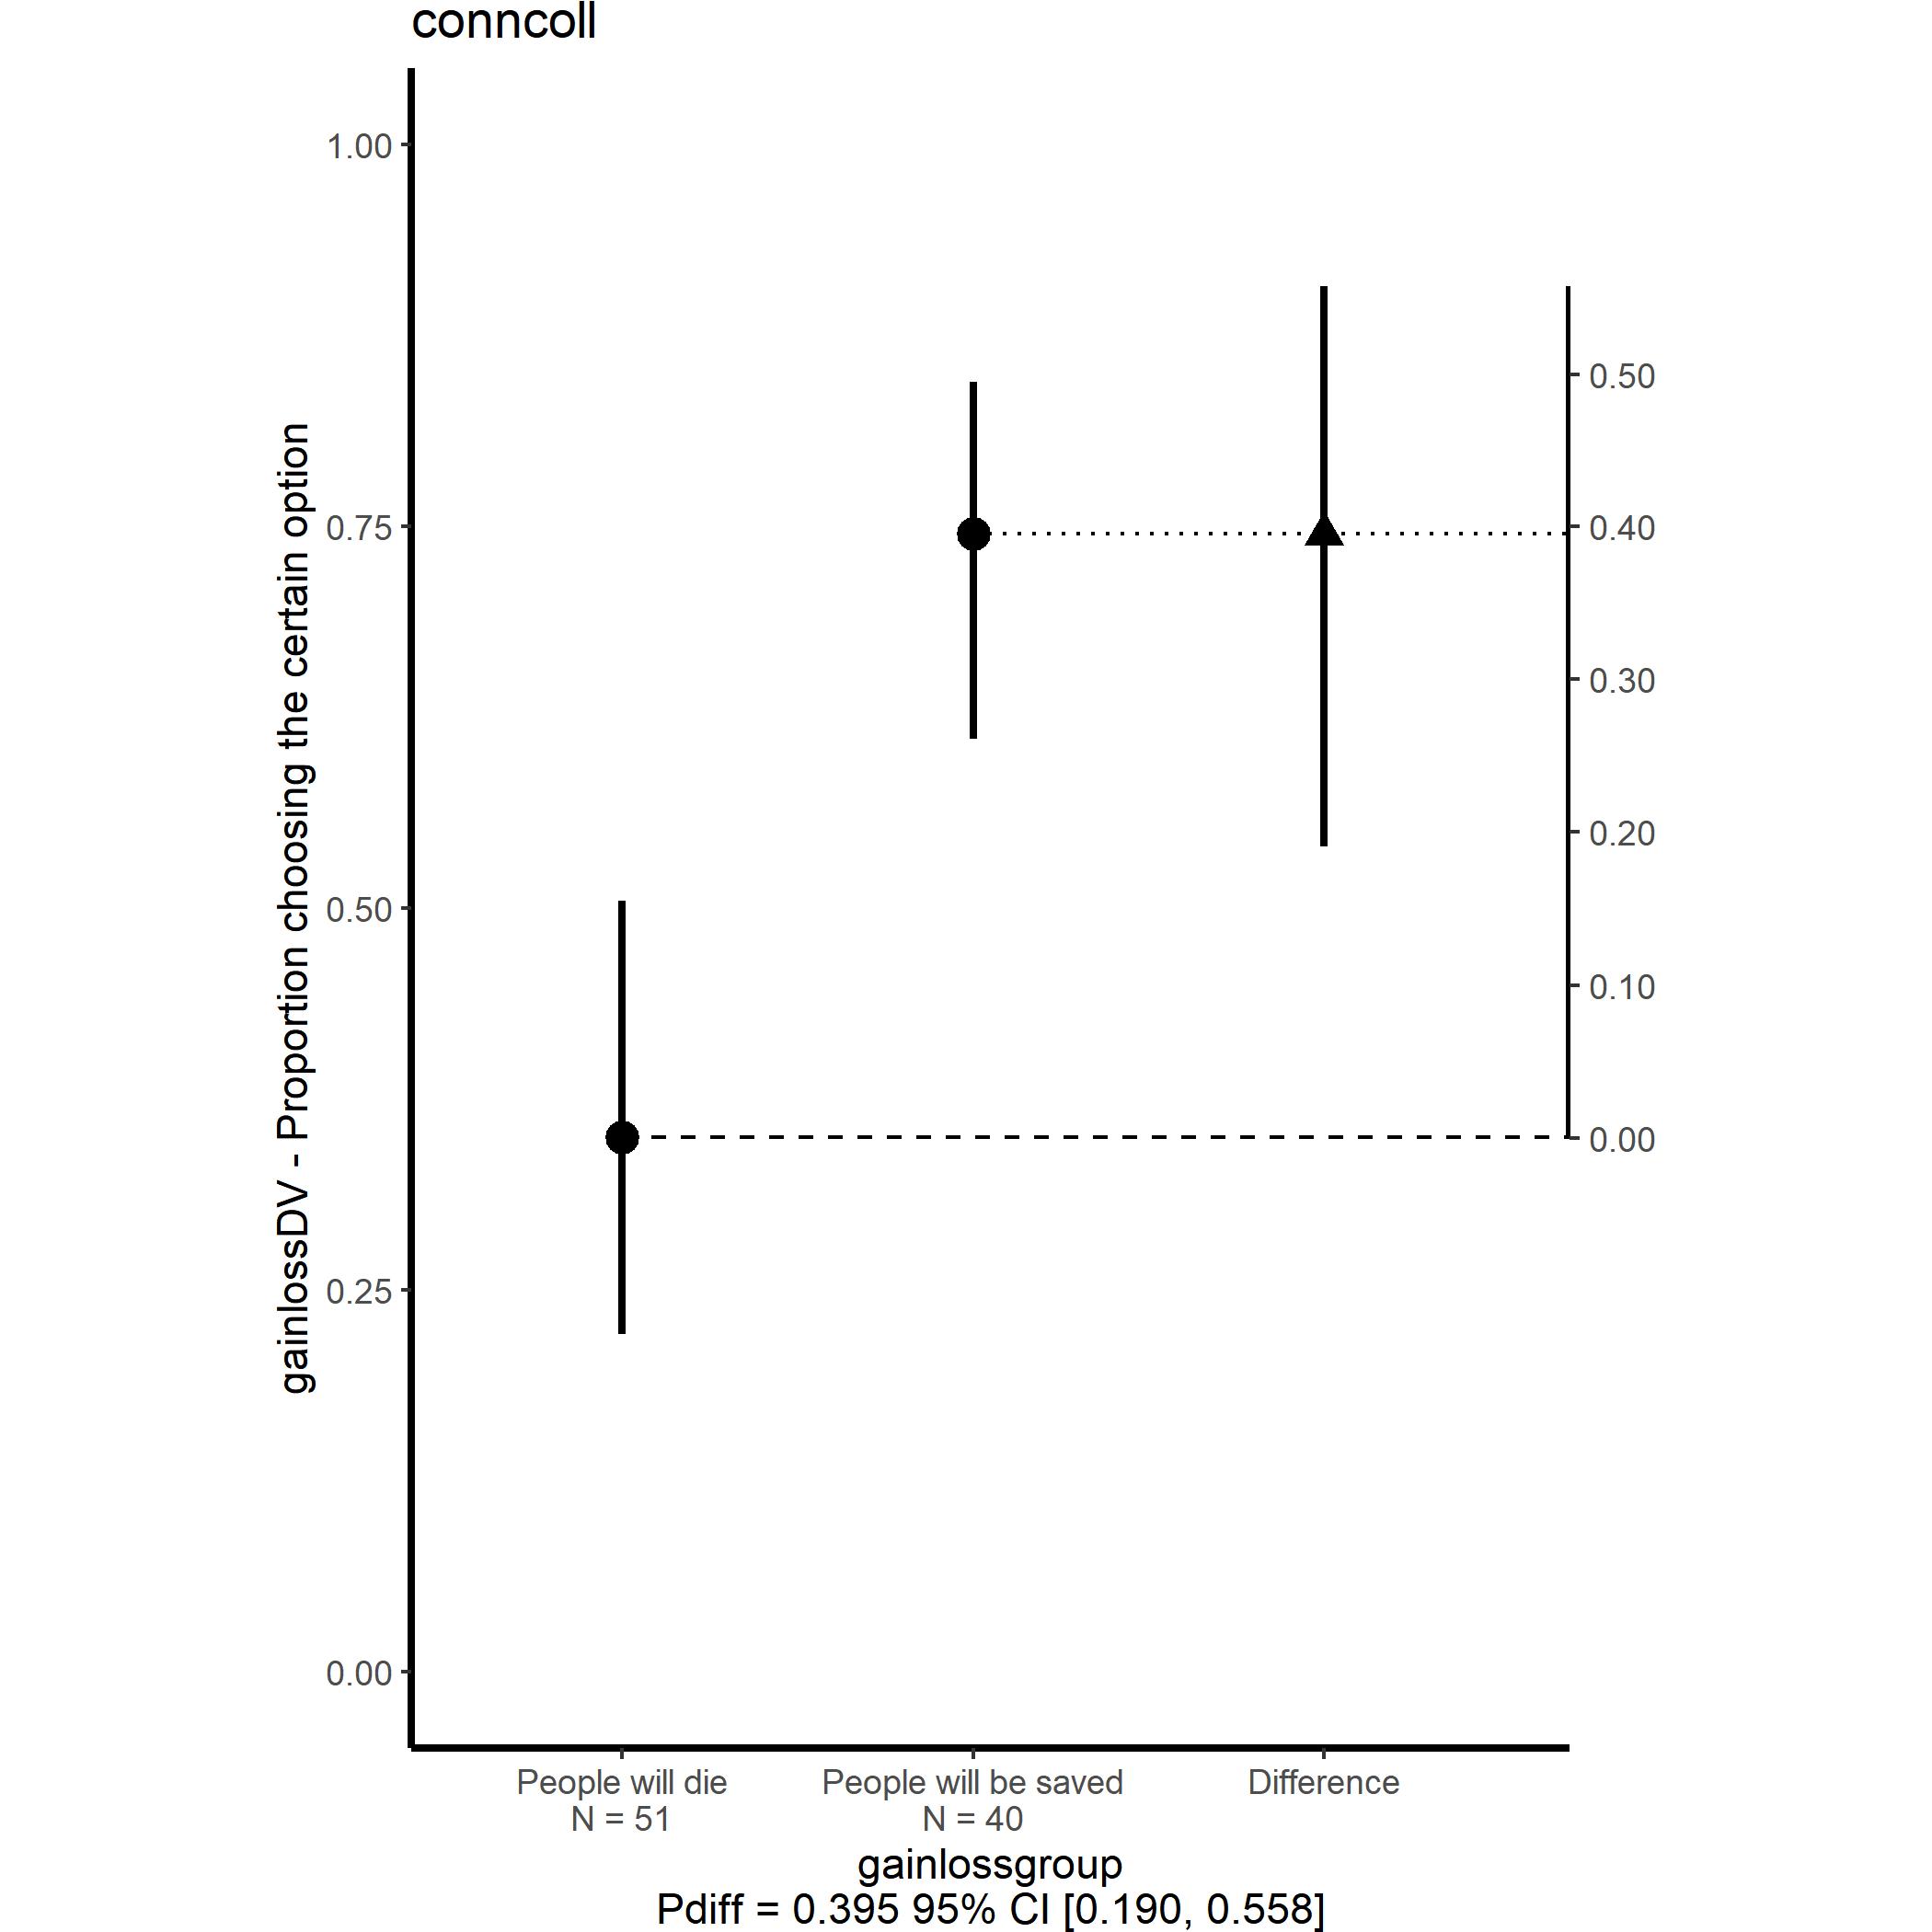 conncoll
gainlossDV - Proportion choosing the certain option
1.00
0.75
0.50
0.25
0.00
0.50
0.40
0.30
0.20
0.10
0.00
People will die
N = 51
People will be saved
N = 40
Difference
gainlossgroup
Pdiff = 0.395 95% CI [0.190, 0.558]